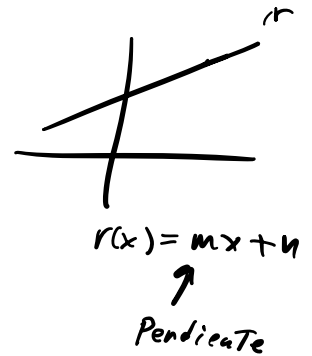 r
r(x) = mx + n
Pendiente